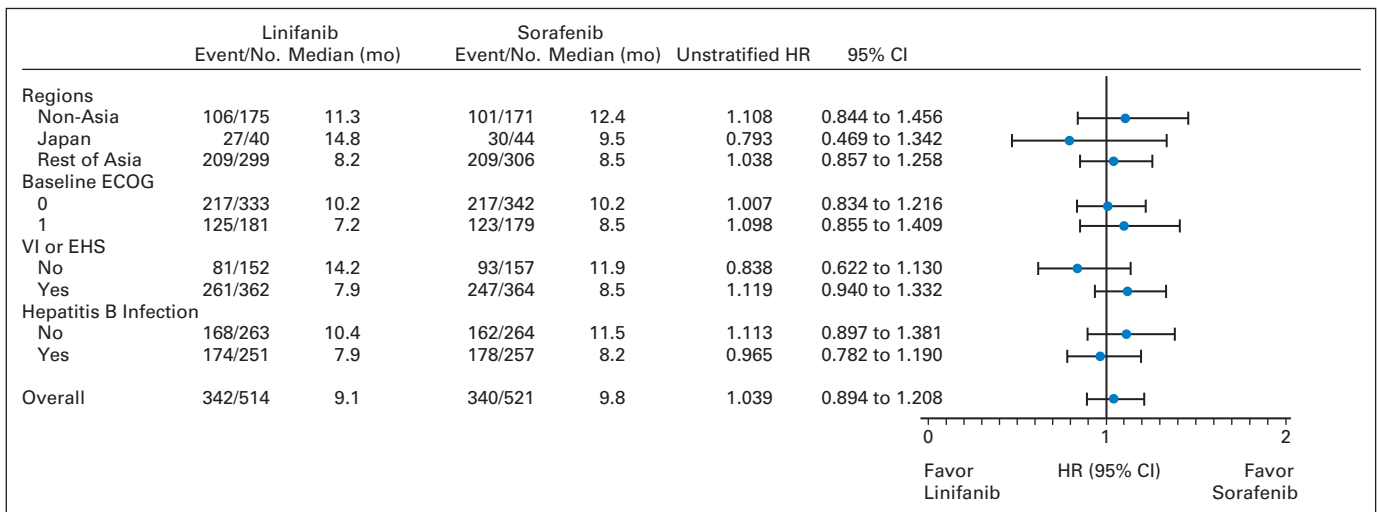 Linifanib Sorafenib
Event/No. Median (mo) Event/No. Median (mo) Unstratified HR 95% CI
Regions
Non-Asia 106/175 11.3 101/171 12.4 1.108 0.844 to 1.456
Japan 27/40 14.8 30/44 9.5 0.793 0.469 to 1.342
Rest of Asia 209/299 8.2 209/306 8.5 1.038 0.857 to 1.258
Baseline ECOG
0 217/333 10.2 217/342 10.2 1.007 0.834 to 1.216
1 125/181 7.2 123/179 8.5 1.098 0.855 to 1.409
VI or EHS
No 81/152 14.2 93/157 11.9 0.838 0.622 to 1.130
Yes 261/362 7.9 247/364 8.5 1.119 0.940 to 1.332
Hepatitis B Infection
No 168/263 10.4 162/264 11.5 1.113 0.897 to 1.381
Yes 174/251 7.9 178/257 8.2 0.965 0.782 to 1.190
Overall 342/514 9.1 340/521 9.8 1.039 0.894 to 1.208
0 1 2
Favor HR (95% CI) Favor
Linifanib Sorafenib